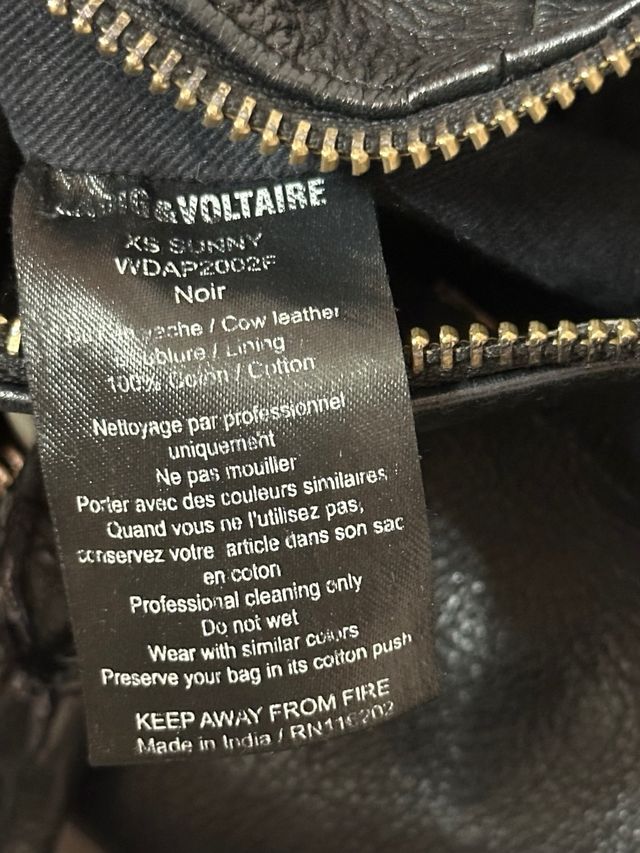 ZADIG&VOLTAIRE
XS SUNNY
WDAP2002F
Noir
vache / Cow leather
Doublure / Lining
100% Coton / Cotton
Nettoyage par professionnel
uniquement
Ne pas mouiller
Porter avec des couleurs similaires
Quand vous ne l'utilisez pas,
conservez votre article dans son sac
en coton
Professional cleaning only
Do not wet
Wear with similar colors
Preserve your bag in its cotton push
KEEP AWAY FROM FIRE
Made in India /